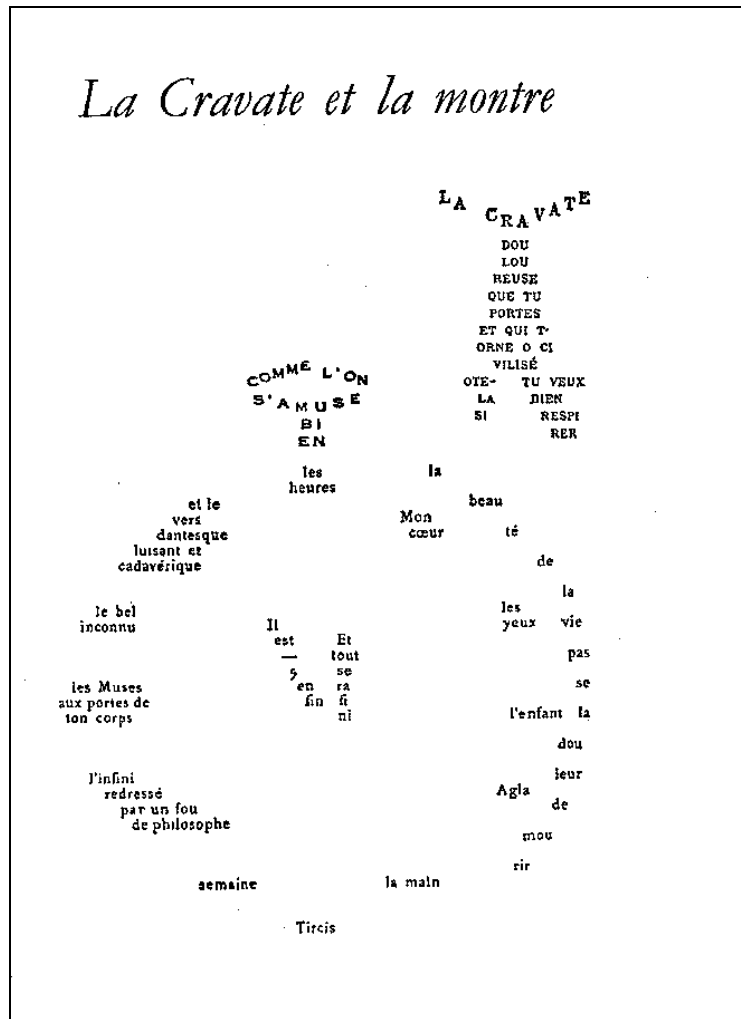 La Cravate et la montre
LA CRAVATE
DOU
LOU
REUSE
QUE TU
PORTES
ET QUI T'
ORNE O CI
VILISÉ
OTE- TU VEUX
LA BIEN
SI RESPI
RER
COMME L'ON
S'AMUSE
BI
EN
les
heures
la
beau
té
de
la
vie
pas
se
la
dou
leur
de
mou
rir
Mon
cœur
les
yeux
l'enfant
Agla
la main
Tircis
semaine
l'infini
redressé
par un fou
de philosophe
les Muses
aux portes de
ton corps
le bel
inconnu
et le
vers
dantesque
luisant et
cadavérique
Il
est
—
5
en
fin
Et
tout
se
ra
fi
ni